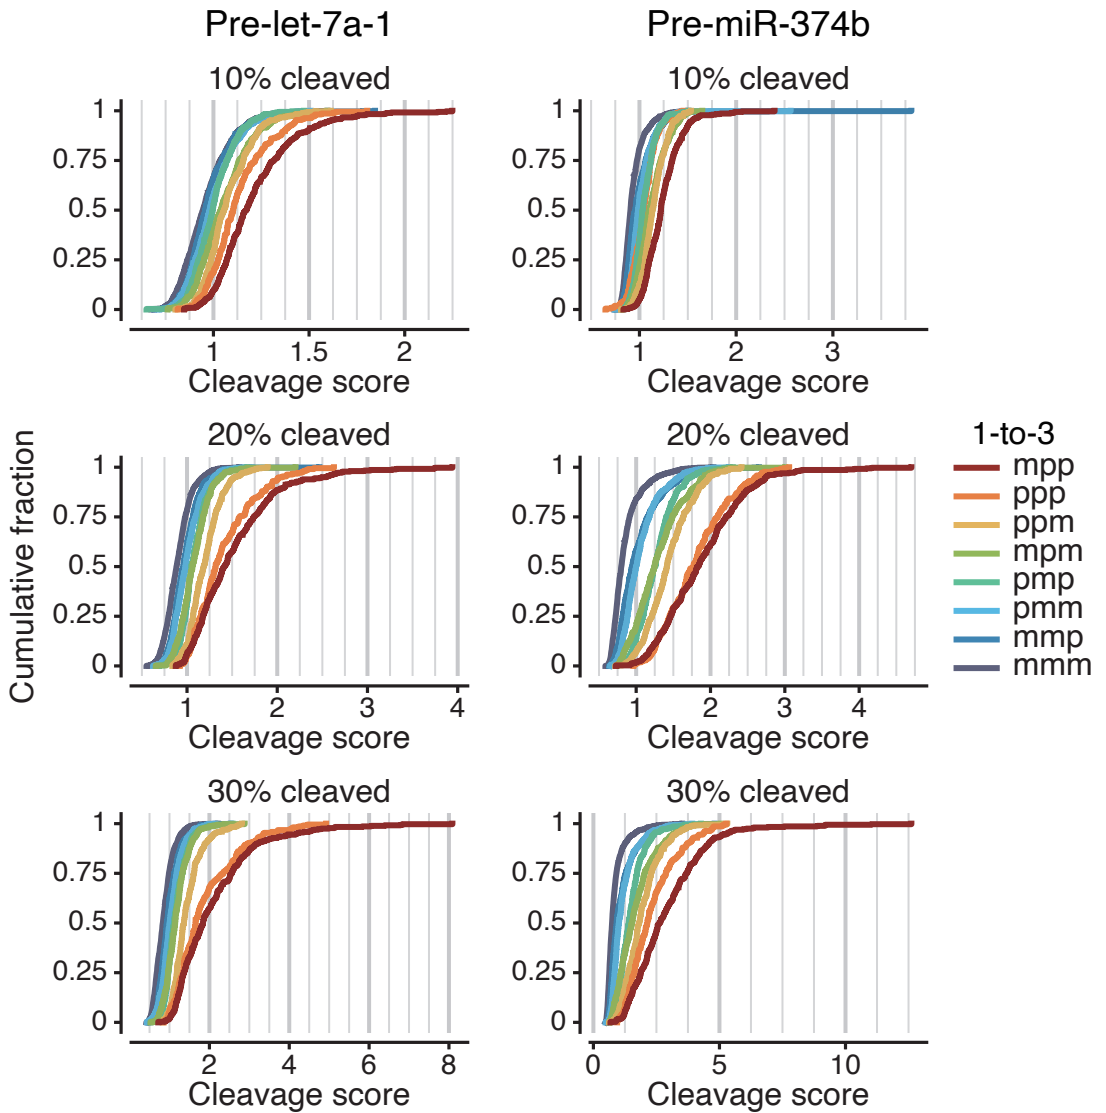 Pre-let-7a-1
Pre-miR-374b
10% cleaved
1
0.75
0.5
0.25
0
1 1.5 2
Cleavage score
10% cleaved
1
0.75
0.5
0.25
0
1 2 3
Cleavage score
Cumulative fraction
20% cleaved
1
0.75
0.5
0.25
0
1 2 3 4
Cleavage score
20% cleaved
1
0.75
0.5
0.25
0
1 2 3 4
Cleavage score
1-to-3
mpp
ppp
ppm
mpm
pmp
pmm
mmp
mmm
30% cleaved
1
0.75
0.5
0.25
0
2 4 6 8
Cleavage score
30% cleaved
1
0.75
0.5
0.25
0
0 5 10
Cleavage score